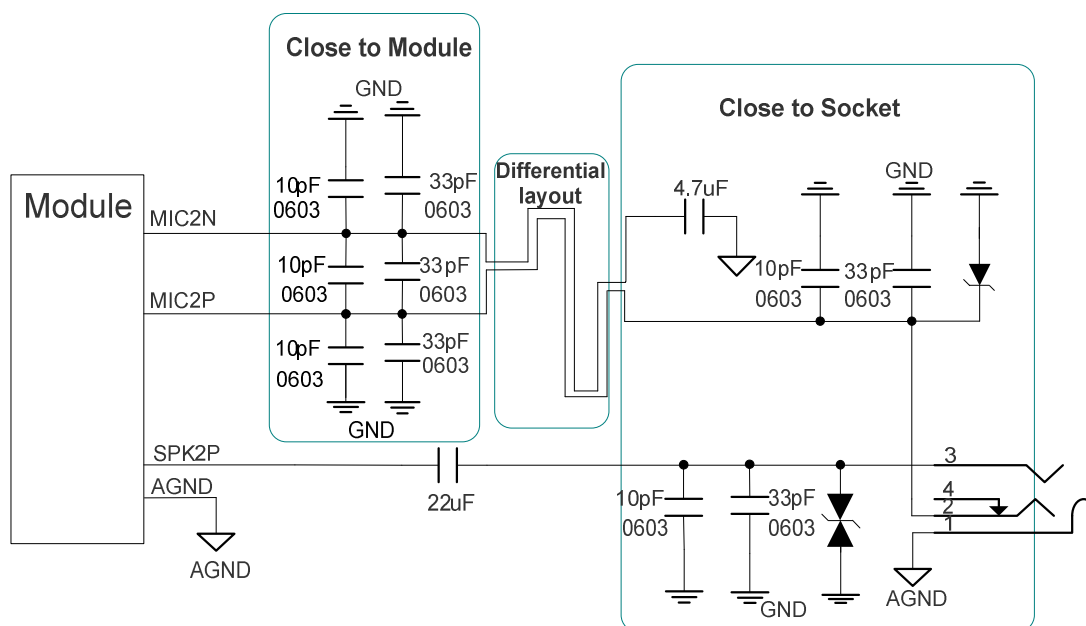 Close to Module
GND
10pF
0603
33pF
0603
Module
MIC2N
10pF
0603
33pF
0603
MIC2P
10pF
0603
33pF
0603
GND
Differential
layout
Close to Socket
4.7uF
GND
10pF
0603
33pF
0603
SPK2P
22uF
AGND
AGND
10pF
0603
33pF
0603
GND
3
4
2
1
AGND